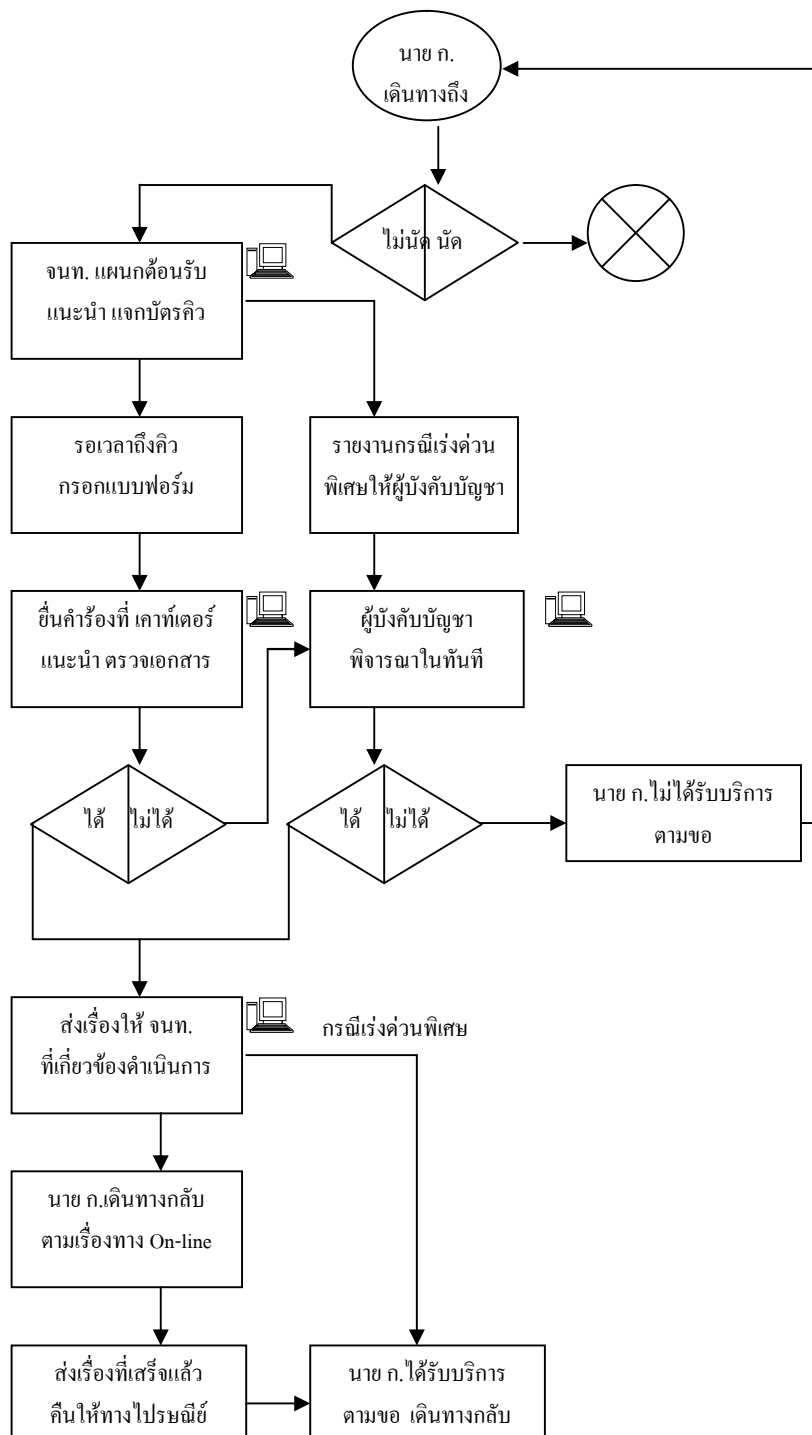 นาย ก.
เดินทางถึง
ไม่นัด นัด
จนท. แผนกต้อนรับ
แนะนำ แจกบัตรคิว
รอเวลาถึงคิว
กรอกแบบฟอร์ม
รายงานกรณีเร่งด่วน
พิเศษให้ผู้บังคับบัญชา
ยื่นคำร้องที่ เคาท์เตอร์
แนะนำ ตรวจเอกสาร
ผู้บังคับบัญชา
พิจารณาในทันที
ได้ ไม่ได้
ได้ ไม่ได้
นาย ก.ไม่ได้รับบริการ
ตามขอ
ส่งเรื่องให้ จนท.
ที่เกี่ยวข้องดำเนินการ
กรณีเร่งด่วนพิเศษ
นาย ก.เดินทางกลับ
ตามเรื่องทาง On-line
ส่งเรื่องที่เสร็จแล้ว
คืนให้ทางไปรษณีย์
นาย ก.ได้รับบริการ
ตามขอ เดินทางกลับ